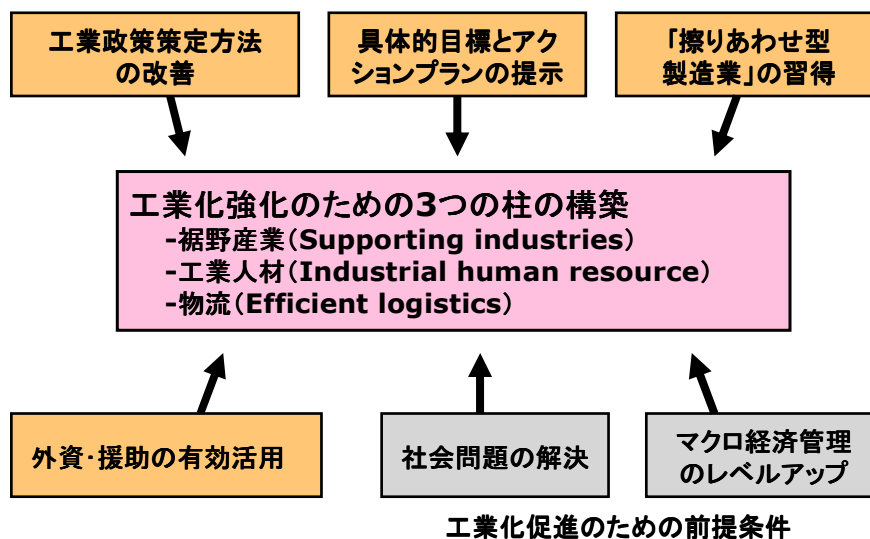 工業政策策定方法
の改善
具体的目標とアク
ションプランの提示
「擦りあわせ型
製造業」の習得
工業化強化のための3つの柱の構築
-裾野産業(Supporting industries)
-工業人材(Industrial human resource)
-物流(Efficient logistics)
外資・援助の有効活用
社会問題の解決
マクロ経済管理
のレベルアップ
工業化促進のための前提条件